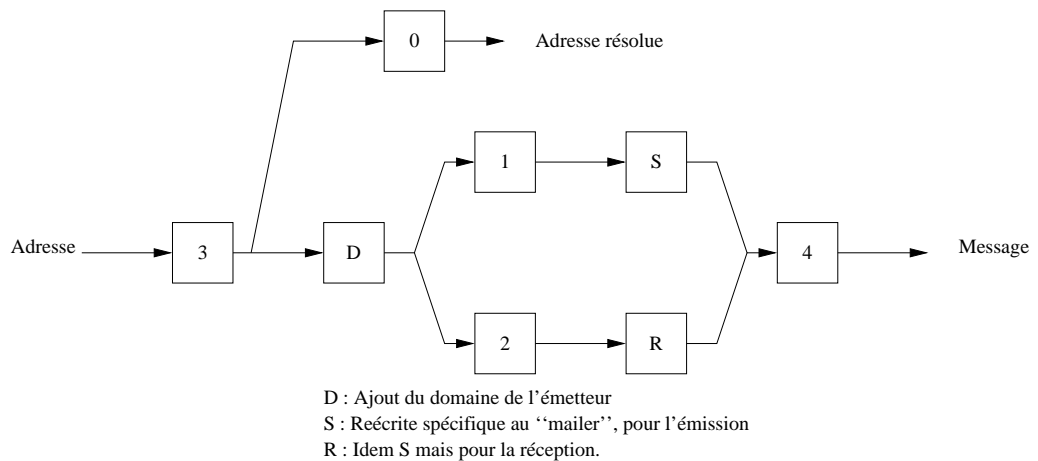 0
Adresse résolue
1
S
Adresse
3
D
4
Message
2
R
D : Ajout du domaine de l'émetteur
S : Reécrite spécifique au ‘‘mailer’’, pour l'émission
R : Idem S mais pour la réception.